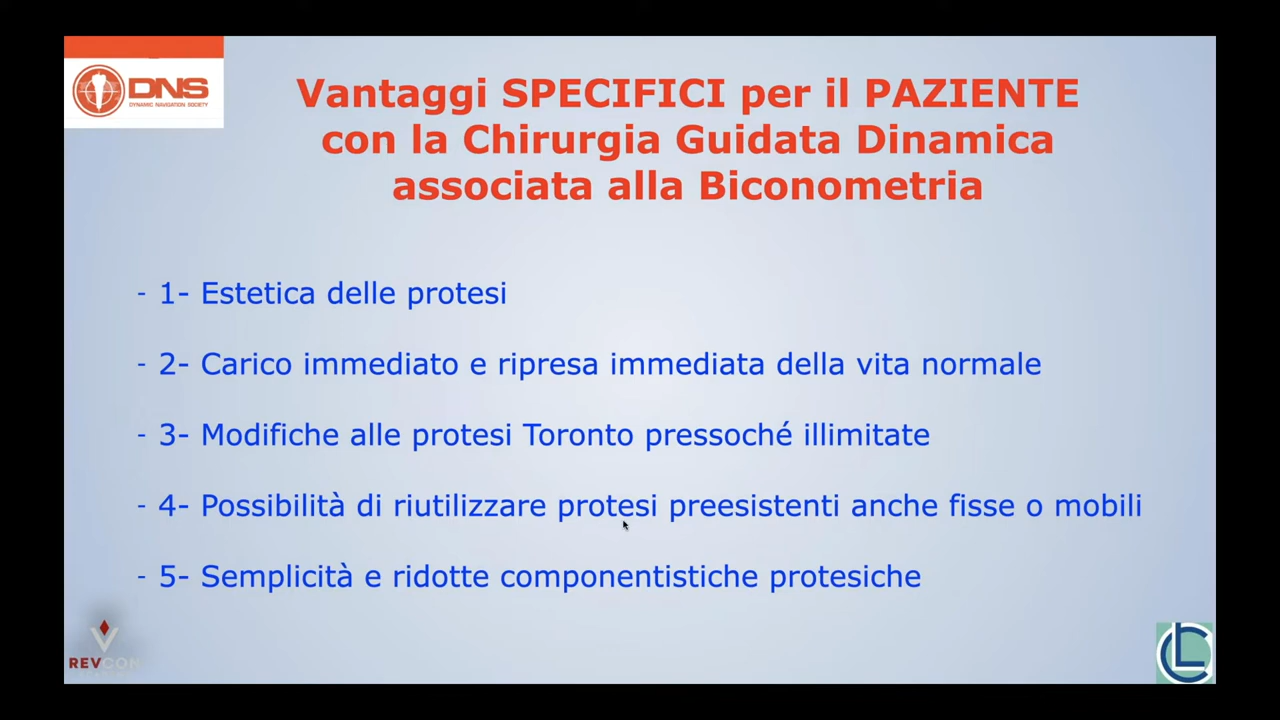 DNS
DYNAMIC NAVIGATION SOCIETY
Vantaggi SPECIFICI per il PAZIENTE
con la Chirurgia Guidata Dinamica
associata alla Biconometria
- 1- Estetica delle protesi
- 2- Carico immediato e ripresa immediata della vita normale
- 3- Modifiche alle protesi Toronto pressoché illimitate
- 4- Possibilità di riutilizzare protesi preesistenti anche fisse o mobili
- 5- Semplicità e ridotte componentistiche protesiche
REVCON